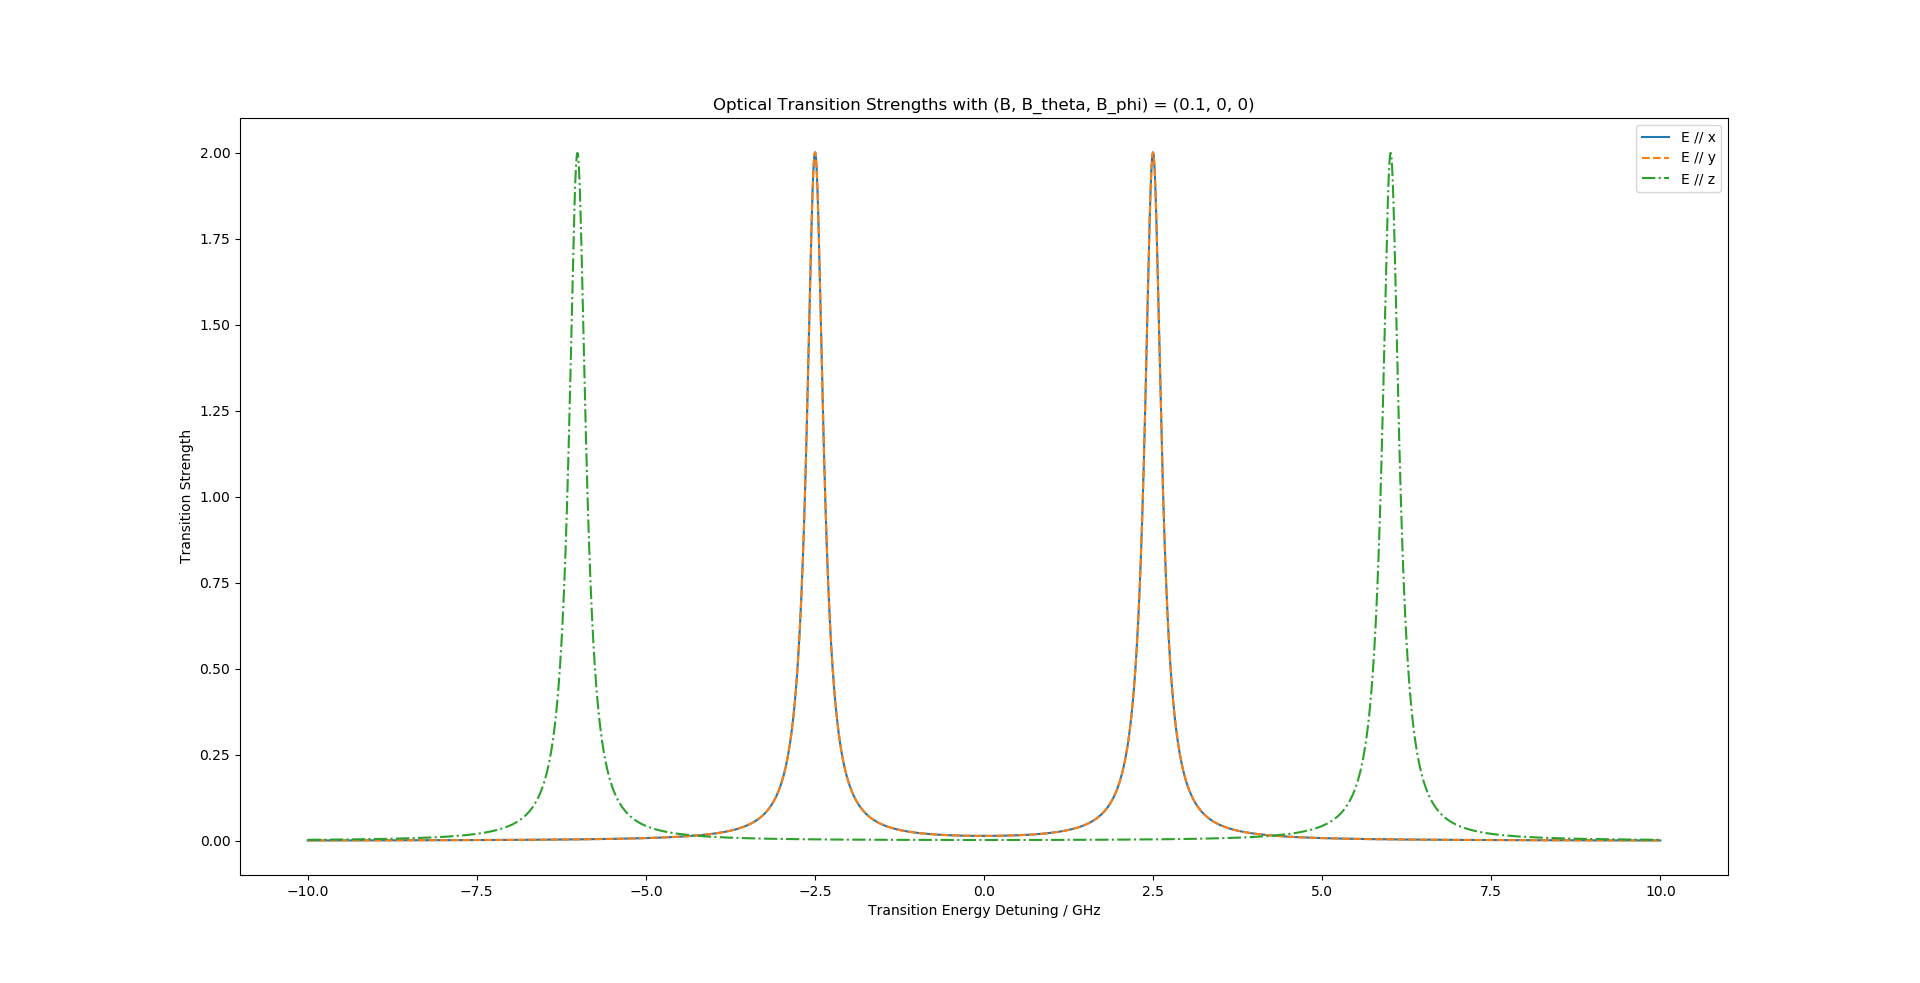 Optical Transition Strengths with (B, B_theta, B_phi) = (0.1, 0, 0)
E // x
E // y
E // z
2.00
1.75
1.50
1.25
1.00
0.75
0.50
0.25
0.00
Transition Strength
−10.0 −7.5 −5.0 −2.5 0.0 2.5 5.0 7.5 10.0
Transition Energy Detuning / GHz